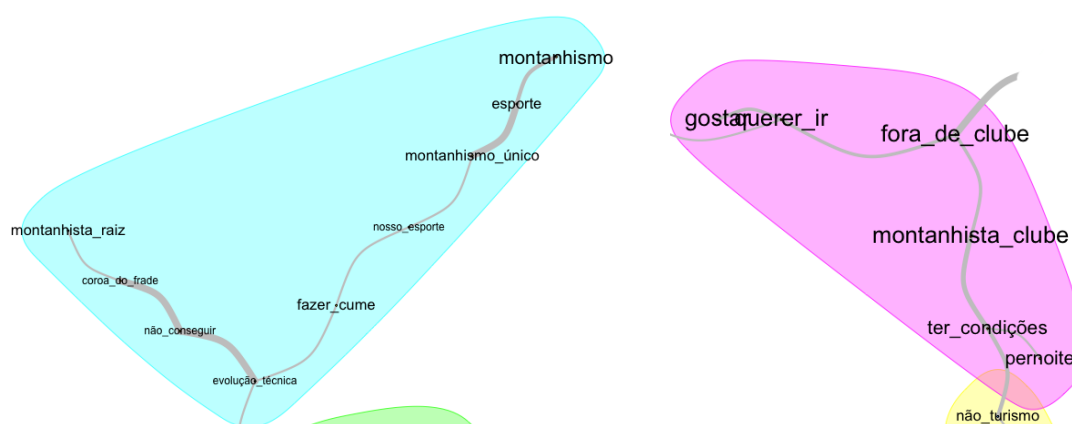 montanhismo
esporte
montanhismo_único
nosso_esporte
montanhista_raiz
coroa_do_frade
fazer_cume
não_conseguir
evolução_técnica
gostar
querer_ir
fora_de_clube
montanhista_clube
ter_condições
pernoite
não_turismo